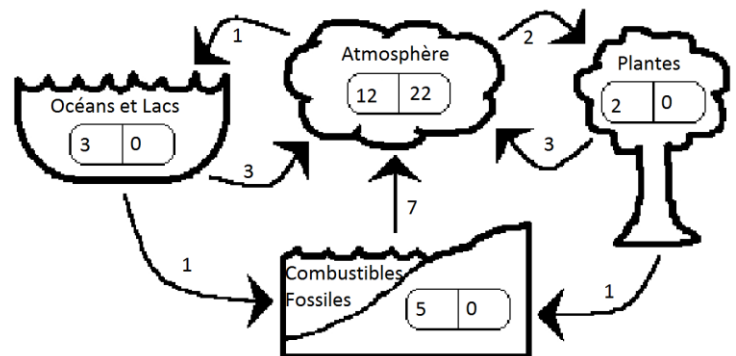 1
Atmosphère
12 22
2
Plantes
2 0
Océans et Lacs
3 0
3
3
7
1
Combustibles
Fossiles
5 0
1